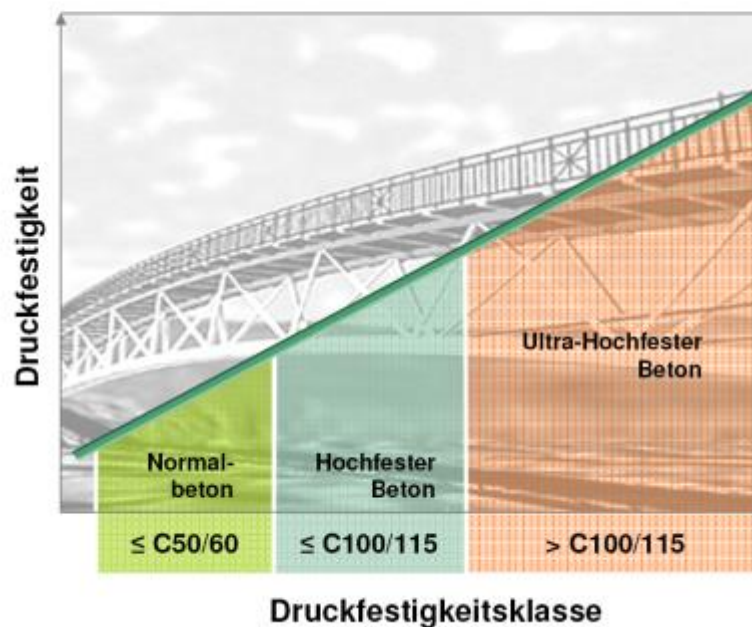 Druckfestigkeit
Ultra-Hochfester
Beton
Normal-
beton
Hochfester
Beton
≤ C50/60
≤ C100/115
> C100/115
Druckfestigkeitsklasse